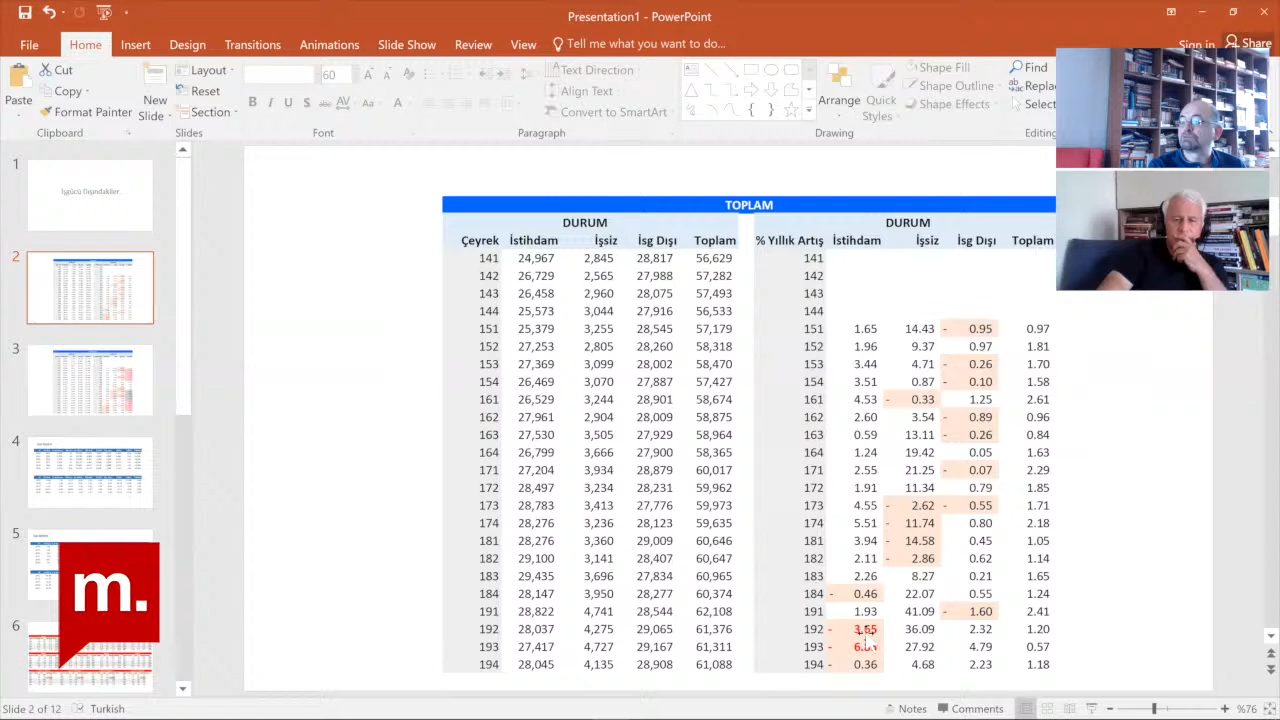 Presentation1 - PowerPoint
File Home Insert Design Transitions Animations Slide Show Review View Tell me what you want to do... Sign in Share
Paste Cut Copy Format Painter Clipboard
New Slide Layout Reset Section Slides
60 Font
B I U S abc AV Aa
Text Direction Align Text Convert to SmartArt Paragraph
Arrange Quick Styles Shape Fill Shape Outline Shape Effects Drawing
Find Replac Select Editing
1 İşgücü Dışındakiler..
2
3
4
5
6
m.
TOPLAM
DURUM DURUM
Çeyrek İstihdam İşsiz İsg Dışı Toplam % Yıllık Artış İstihdam İşsiz İsg Dışı Toplam
141 24,967 2,845 28,817 56,629 141
142 26,729 2,565 27,988 57,282 142
143 26,458 2,960 28,075 57,493 143
144 25,573 3,044 27,916 56,533 144
151 25,379 3,255 28,545 57,179 151 1.65 14.43 - 0.95 0.97
152 27,253 2,805 28,260 58,318 152 1.96 9.37 0.97 1.81
153 27,369 3,099 28,002 58,470 153 3.44 4.71 - 0.26 1.70
154 26,469 3,070 27,887 57,427 154 3.51 0.87 - 0.10 1.58
161 26,529 3,244 28,901 58,674 161 4.53 - 0.33 1.25 2.61
162 27,961 2,904 28,009 58,875 162 2.60 3.54 - 0.89 0.96
163 27,530 3,505 27,929 58,964 163 0.59 13.11 - 0.26 0.84
164 26,799 3,666 27,900 58,365 164 1.24 19.42 0.05 1.63
171 27,204 3,934 28,879 60,017 171 2.55 21.25 - 0.07 2.29
172 28,497 3,234 28,231 59,962 172 1.91 11.34 0.79 1.85
173 28,783 3,413 27,776 59,973 173 4.55 - 2.62 - 0.55 1.71
174 28,276 3,236 28,123 59,635 174 5.51 - 11.74 0.80 2.18
181 28,276 3,360 29,009 60,646 181 3.94 - 14.58 0.45 1.05
182 29,100 3,141 28,407 60,647 182 2.11 - 2.86 0.62 1.14
183 29,435 3,696 27,834 60,965 183 2.26 8.27 0.21 1.65
184 28,147 3,950 28,277 60,374 184 - 0.46 22.07 0.55 1.24
191 28,822 4,741 28,544 62,108 191 1.93 41.09 - 1.60 2.41
192 28,037 4,275 29,065 61,376 192 - 3.65 36.09 2.32 1.20
193 27,417 4,727 29,167 61,311 193 - 27.92 4.79 0.57
194 28,045 4,135 28,908 61,088 194 - 0.36 4.68 2.23 1.18
Slide 2 of 12 Turkish Notes Comments %76